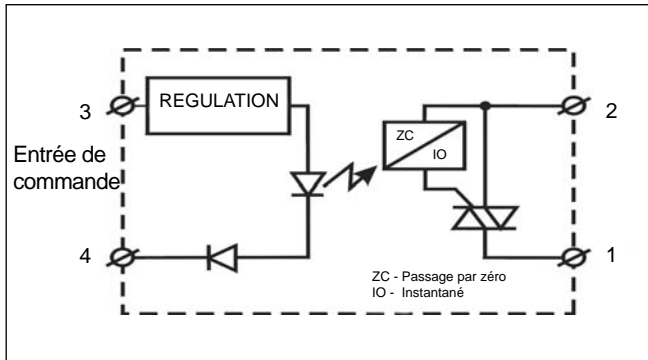 3
REGULATION
ZC
IO
2
Entrée de
commande
4
1
ZC - Passage par zéro
IO - Instantané